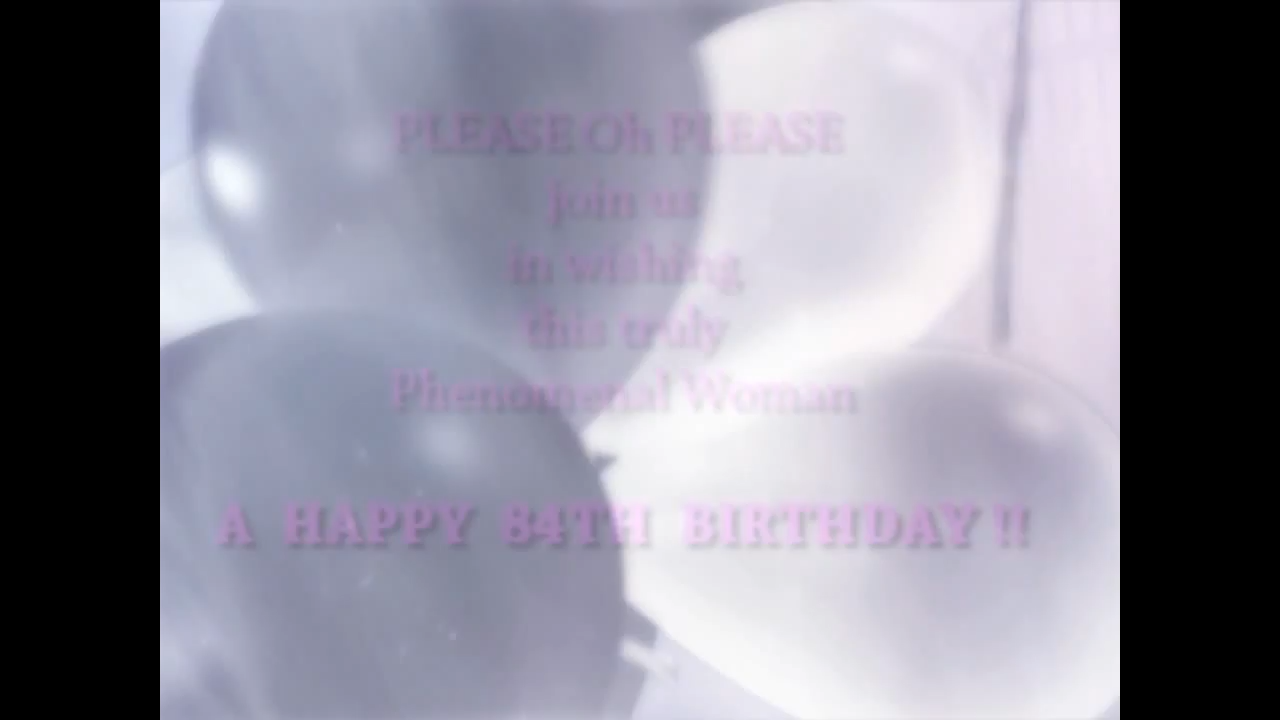 PLEASE Oh PLEASE
join us
in wishing
this truly
Phenomenal Woman
A HAPPY 84TH BIRTHDAY !!